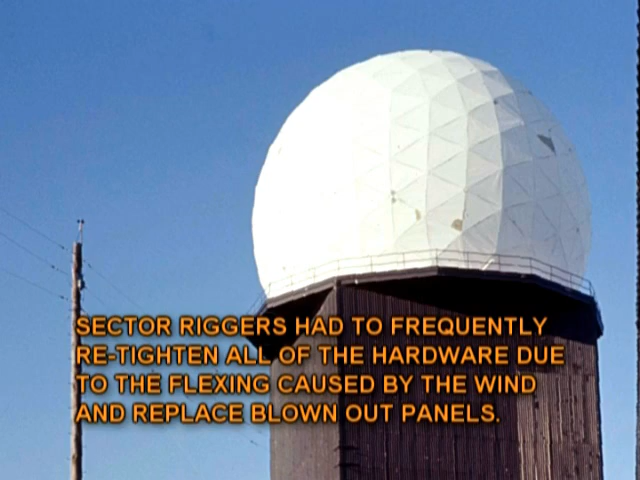 SECTOR RIGGERS HAD TO FREQUENTLY
RE-TIGHTEN ALL OF THE HARDWARE DUE
TO THE FLEXING CAUSED BY THE WIND
AND REPLACE BLOWN OUT PANELS.